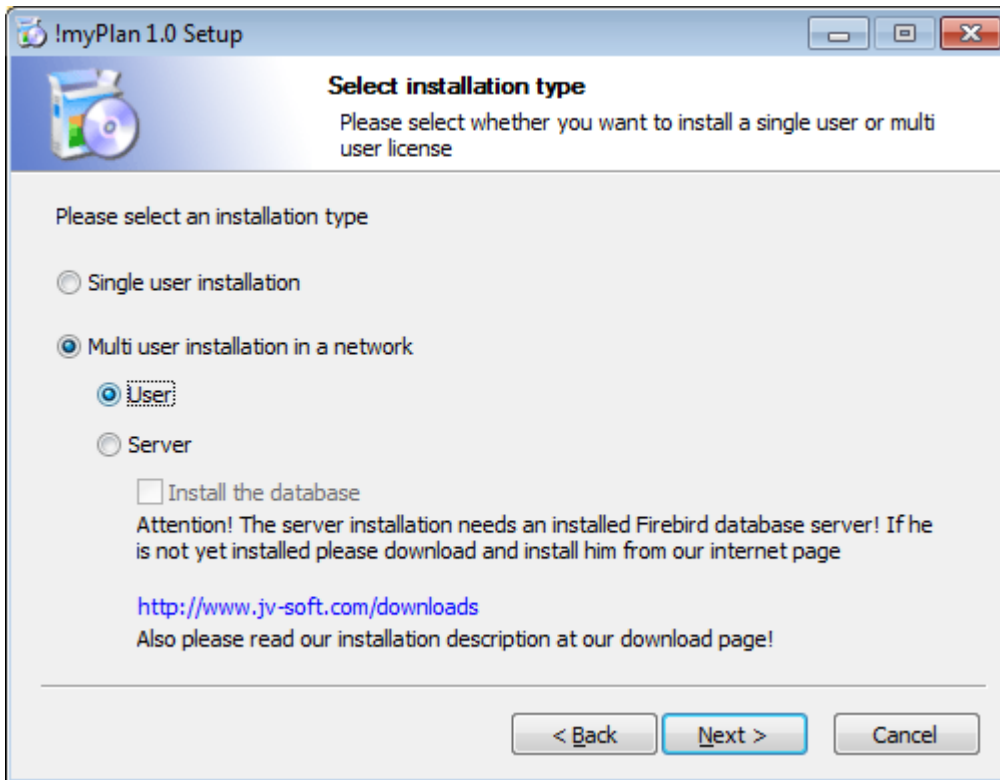 !myPlan 1.0 Setup
Select installation type
Please select whether you want to install a single user or multi
user license
Please select an installation type
Single user installation
Multi user installation in a network
User
Server
Install the database
Attention! The server installation needs an installed Firebird database server! If he
is not yet installed please download and install him from our internet page
http://www.jv-soft.com/downloads
Also please read our installation description at our download page!
< Back
Next >
Cancel